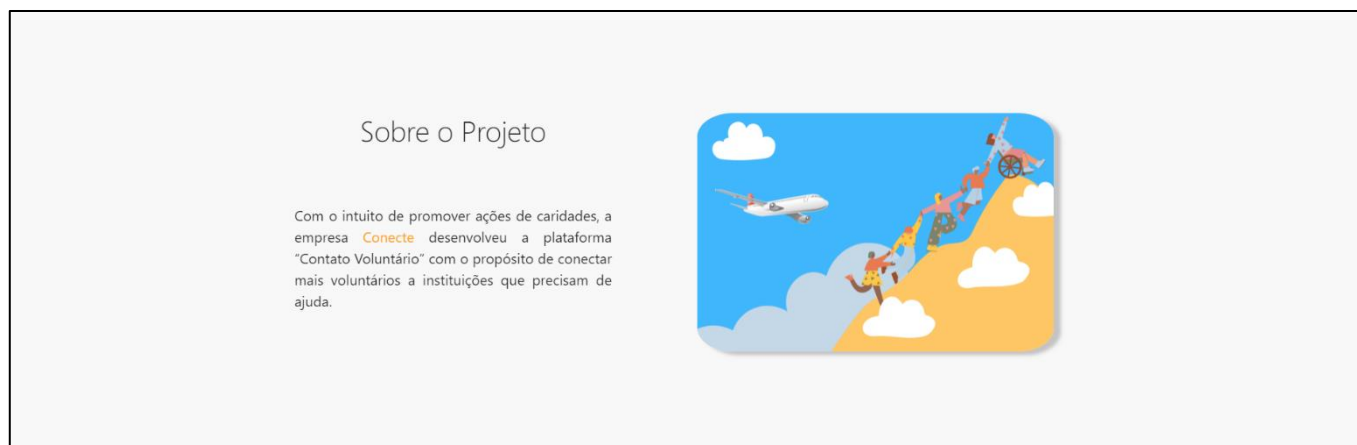 Sobre o Projeto
Com o intuito de promover ações de caridades, a
empresa Conecte desenvolveu a plataforma
“Contato Voluntário” com o propósito de conectar
mais voluntários a instituições que precisam de
ajuda.